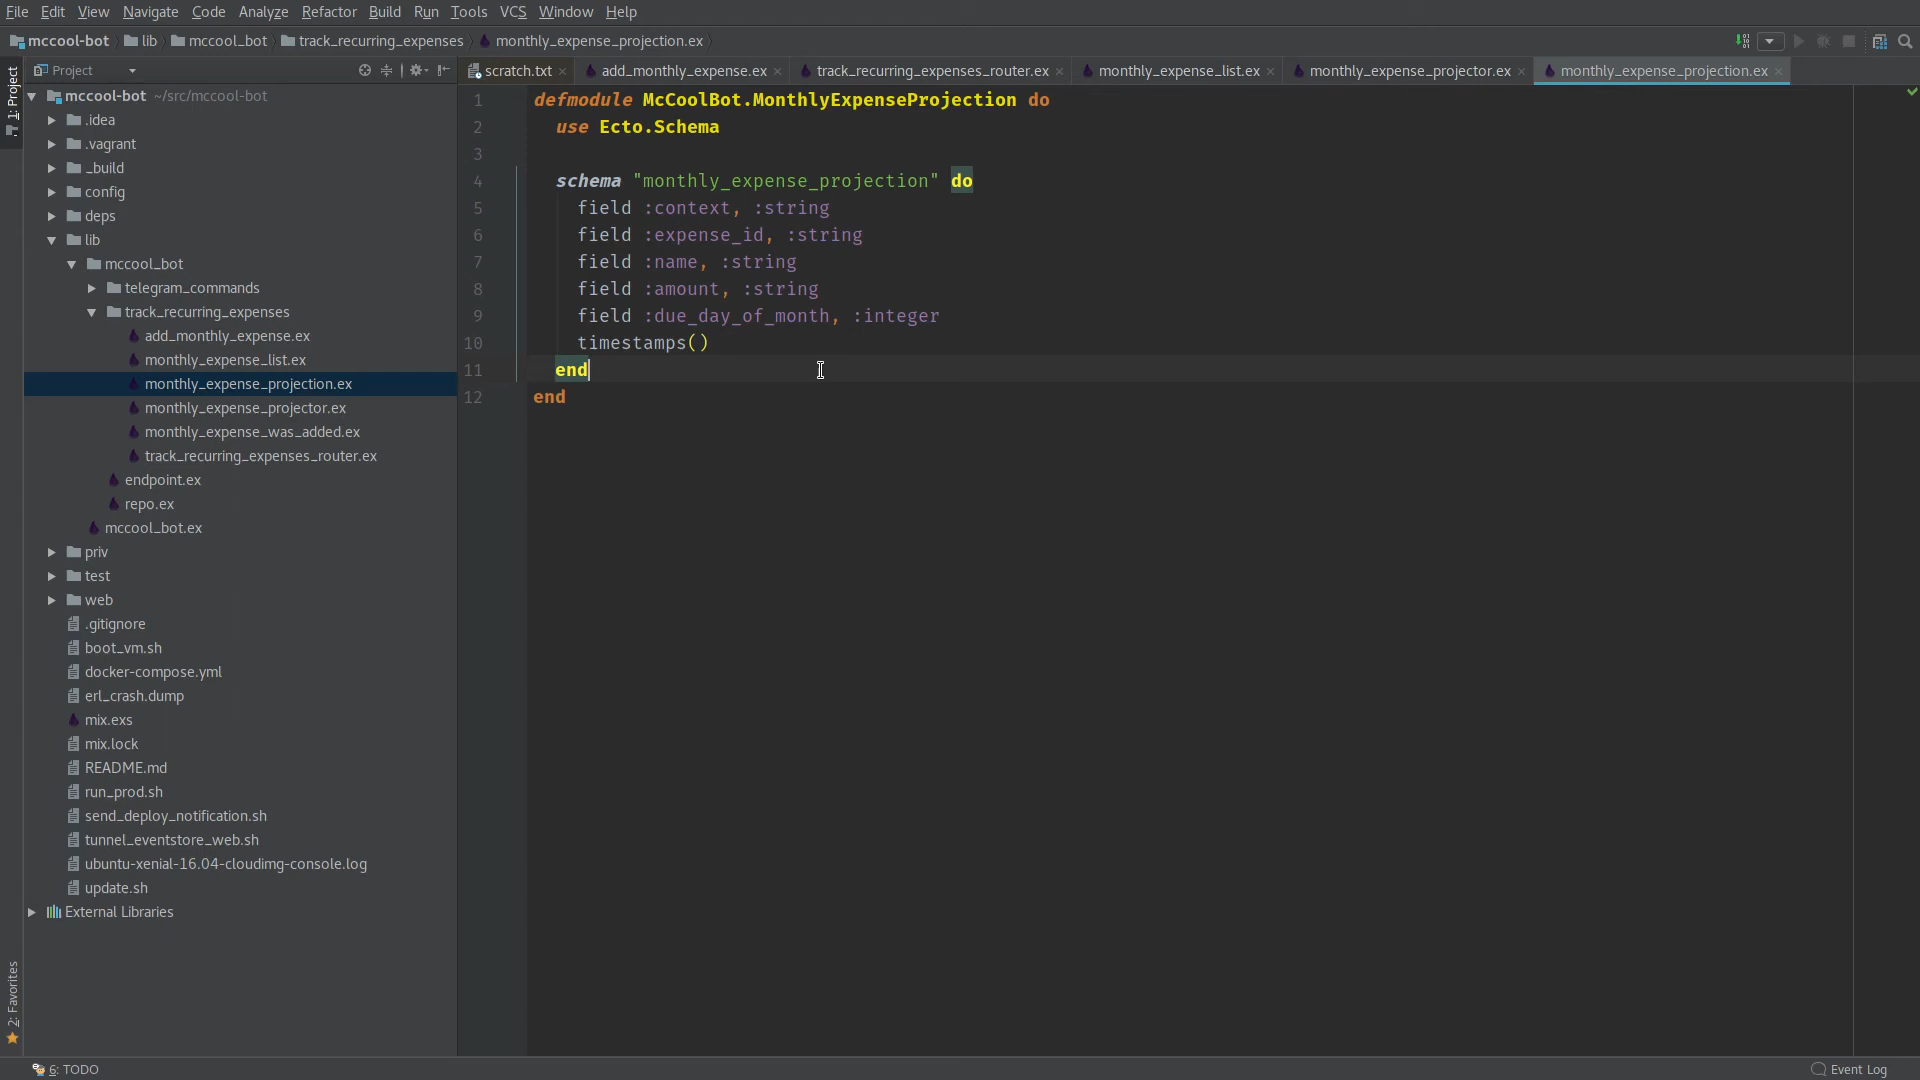 File Edit View Navigate Code Analyze Refactor Build Run Tools VCS Window Help
mccool-bot lib mccool_bot track_recurring_expenses monthly_expense_projection.ex
1: Project
Project
scratch.txt add_monthly_expense.ex track_recurring_expenses_router.ex monthly_expense_list.ex monthly_expense_projector.ex monthly_expense_projection.ex
mccool-bot ~/src/mccool-bot
.idea
.vagrant
_build
config
deps
lib
mccool_bot
telegram_commands
track_recurring_expenses
add_monthly_expense.ex
monthly_expense_list.ex
monthly_expense_projection.ex
monthly_expense_projector.ex
monthly_expense_was_added.ex
track_recurring_expenses_router.ex
endpoint.ex
repo.ex
mccool_bot.ex
priv
test
web
.gitignore
boot_vm.sh
docker-compose.yml
erl_crash.dump
mix.exs
mix.lock
README.md
run_prod.sh
send_deploy_notification.sh
tunnel_eventstore_web.sh
ubuntu-xenial-16.04-cloudimg-console.log
update.sh
External Libraries
1 defmodule McCoolBot.MonthlyExpenseProjection do
2 use Ecto.Schema
3
4 schema "monthly_expense_projection" do
5 field :context, :string
6 field :expense_id, :string
7 field :name, :string
8 field :amount, :string
9 field :due_day_of_month, :integer
10 timestamps()
11 end
12 end
2: Favorites
6: TODO
Event Log